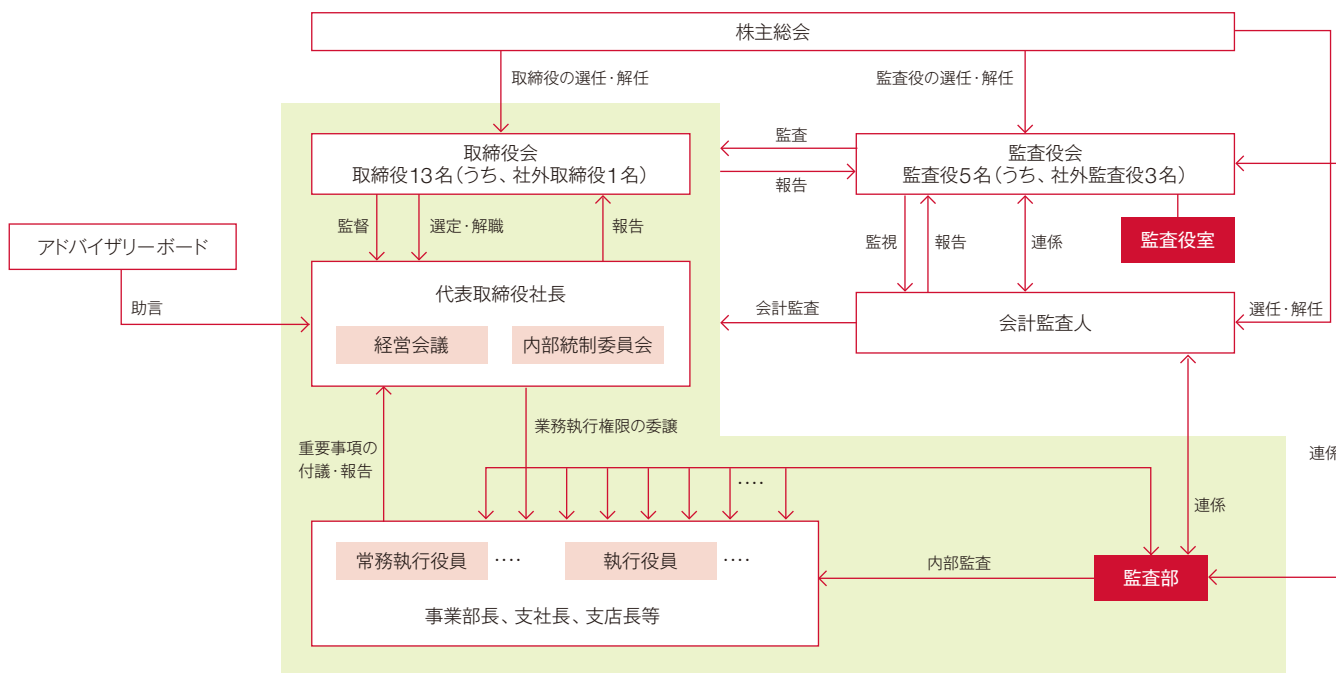 株主総会
取締役の選任・解任
監査役の選任・解任
取締役会
取締役13名（うち、社外取締役1名）
監査
報告
監査役会
監査役5名（うち、社外監査役3名）
監督
選定・解職
報告
監視
報告
連係
監査役室
アドバイザリーボード
助言
代表取締役社長
経営会議
内部統制委員会
会計監査
会計監査人
選任・解任
重要事項の
付議・報告
業務執行権限の委譲
連係
‥‥
連係
常務執行役員
‥‥
執行役員
‥‥
事業部長、支社長、支店長等
内部監査
監査部